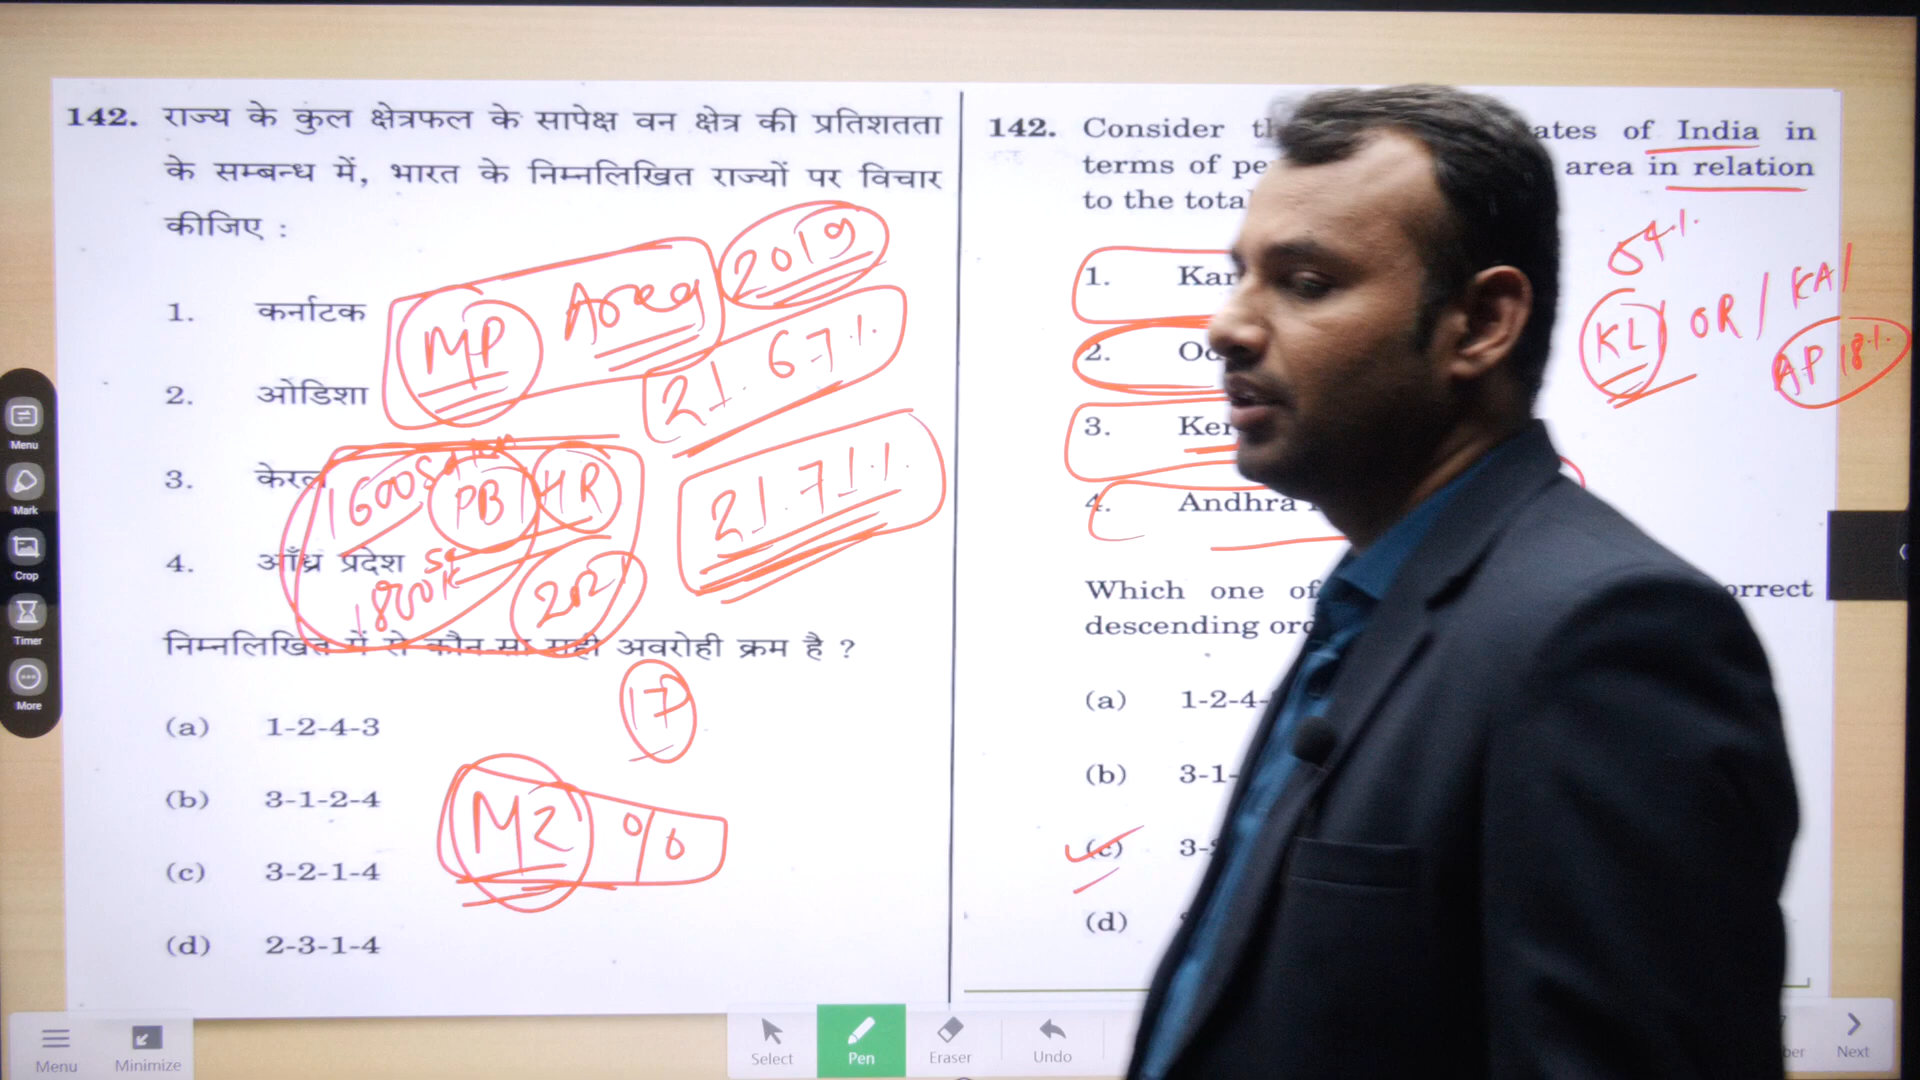 142. राज्य के कुल क्षेत्रफल के सापेक्ष वन क्षेत्र की प्रतिशतता
के सम्बन्ध में, भारत के निम्नलिखित राज्यों पर विचार
कीजिए :
1. कर्नाटक
2. ओडिशा
3. केरल
4. आँध्र प्रदेश
निम्नलिखित में से कौन सा सही अवरोही क्रम है ?
(a) 1-2-4-3
(b) 3-1-2-4
(c) 3-2-1-4
(d) 2-3-1-4
MP Area 2019
21.67%
21.71%
PB HR
17
MZ %
142. Consider ates of India in
terms of pe area in relation
to the tota
1. Kar
2. Od
3. Ker
4. Andhra
Which one of orrect
descending ord
(a) 1-2-4-
(b) 3-1-
(c) 3-
(d)
54%
KL / OR / KA /
AP 18%
Menu
Mark
Crop
Timer
More
Menu
Minimize
Select
Pen
Eraser
Undo
ber
Next